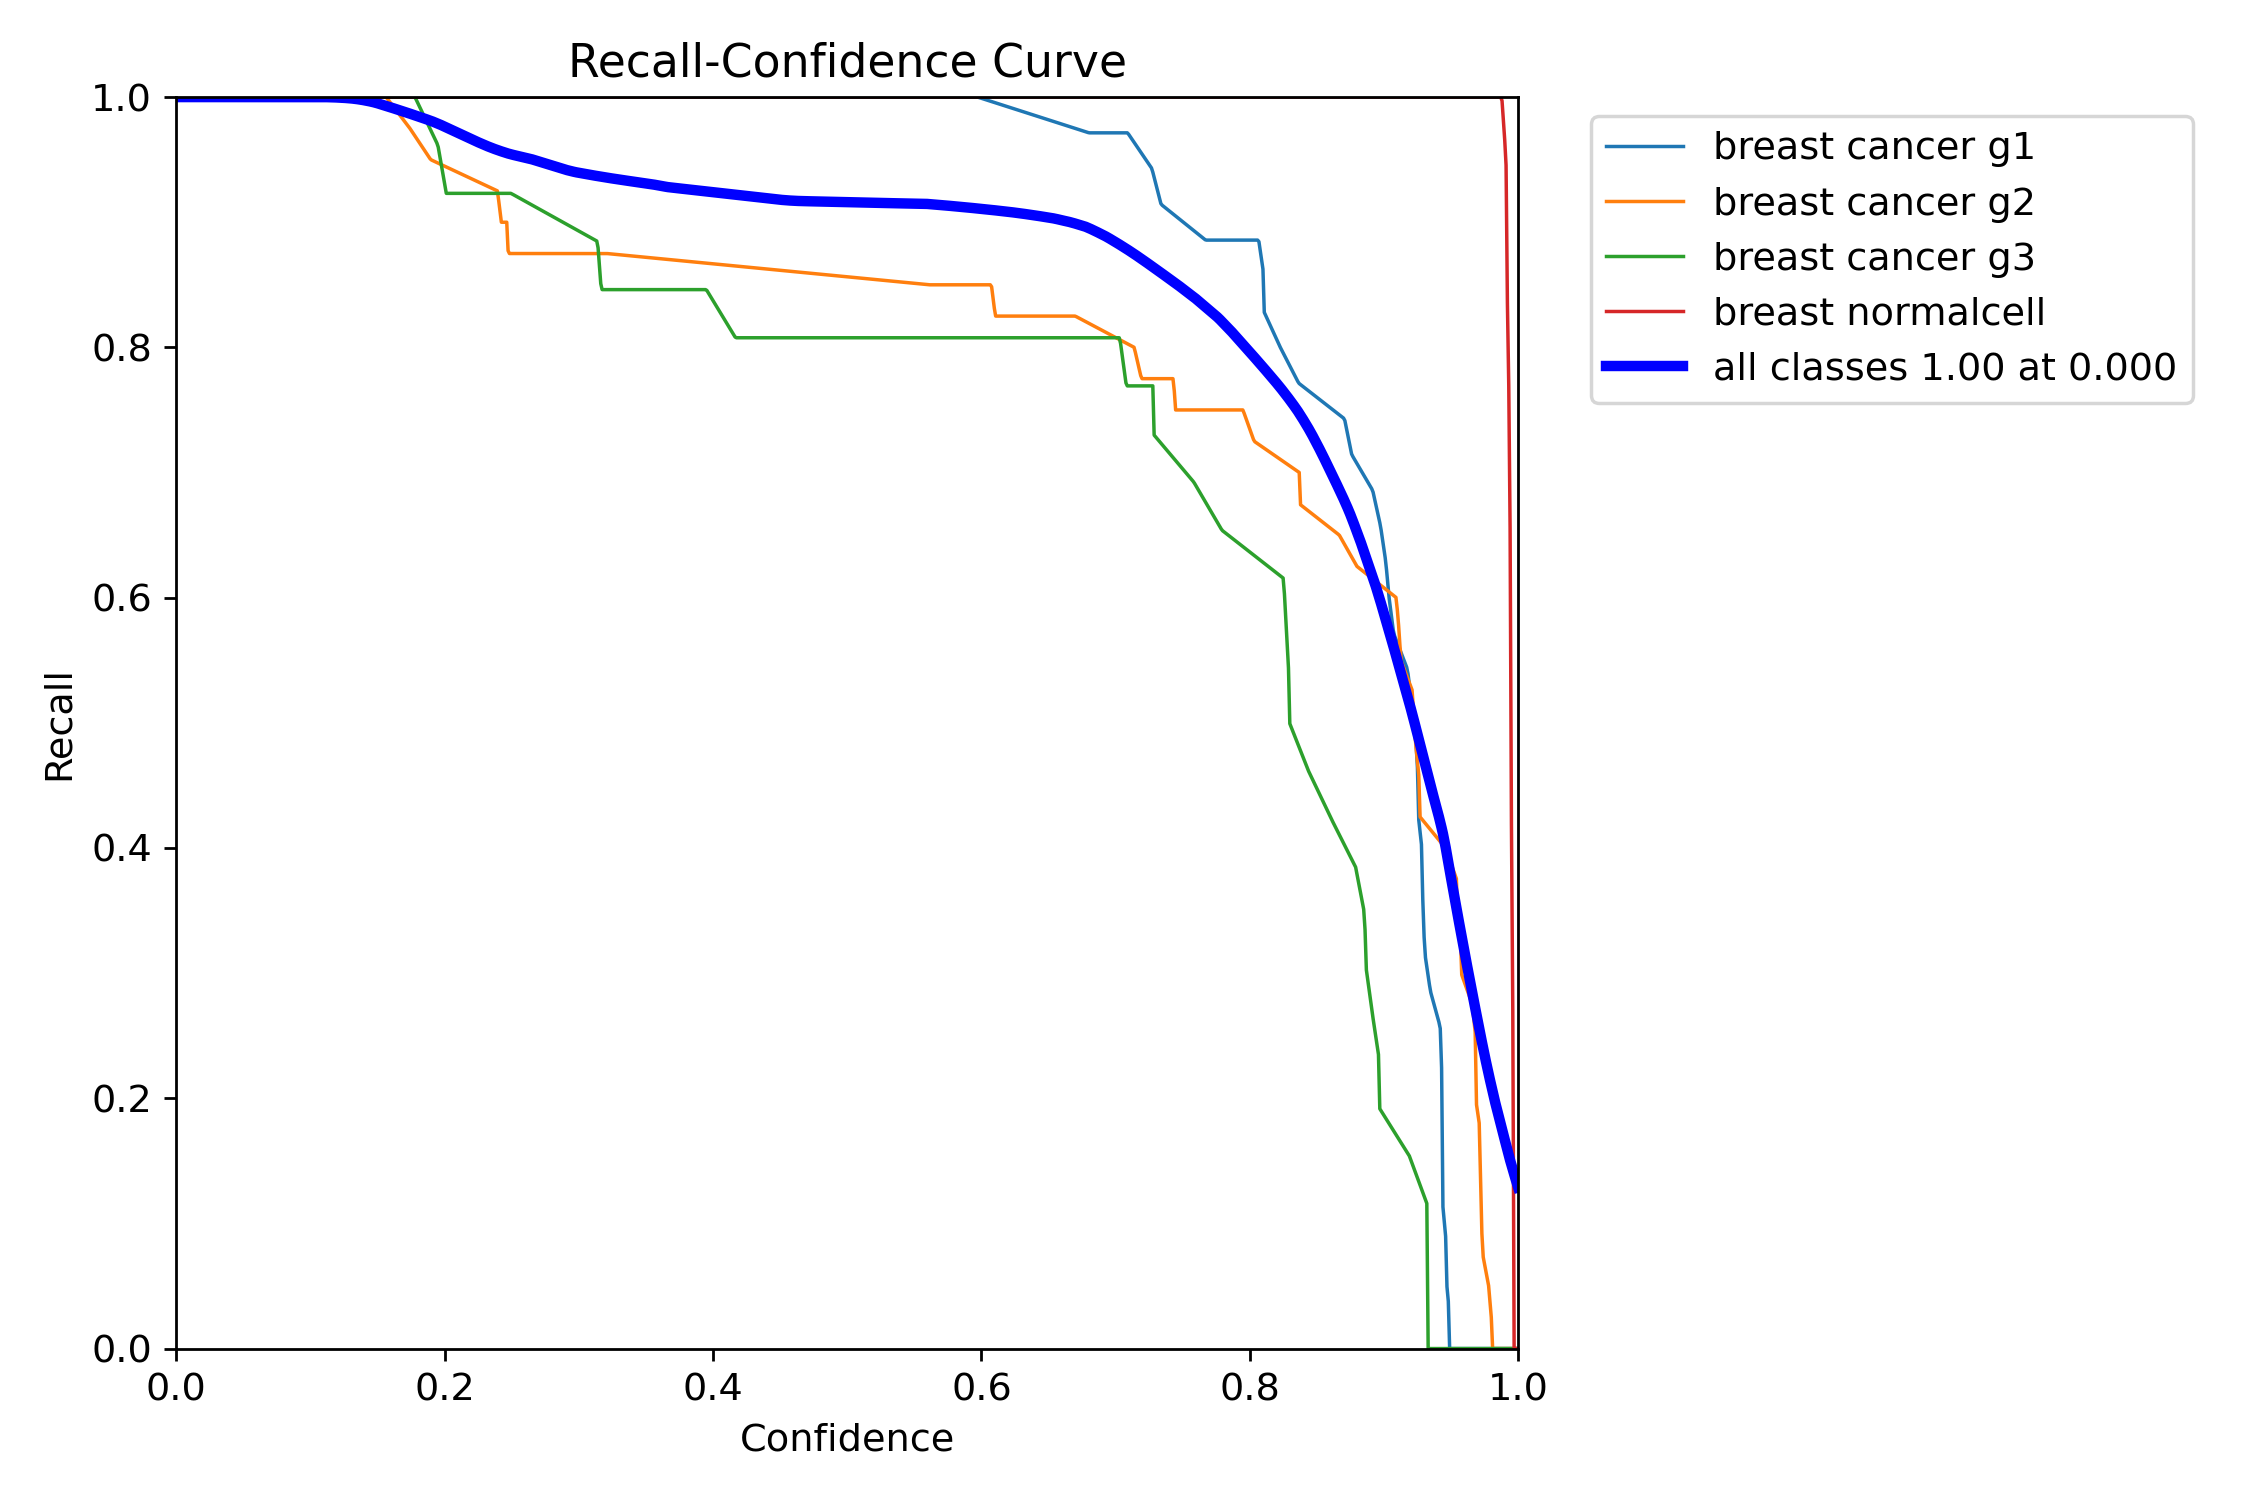 Recall-Confidence Curve
1.0
0.8
0.6
0.4
0.2
0.0
Recall
0.0 0.2 0.4 0.6 0.8 1.0
Confidence
breast cancer g1
breast cancer g2
breast cancer g3
breast normalcell
all classes 1.00 at 0.000